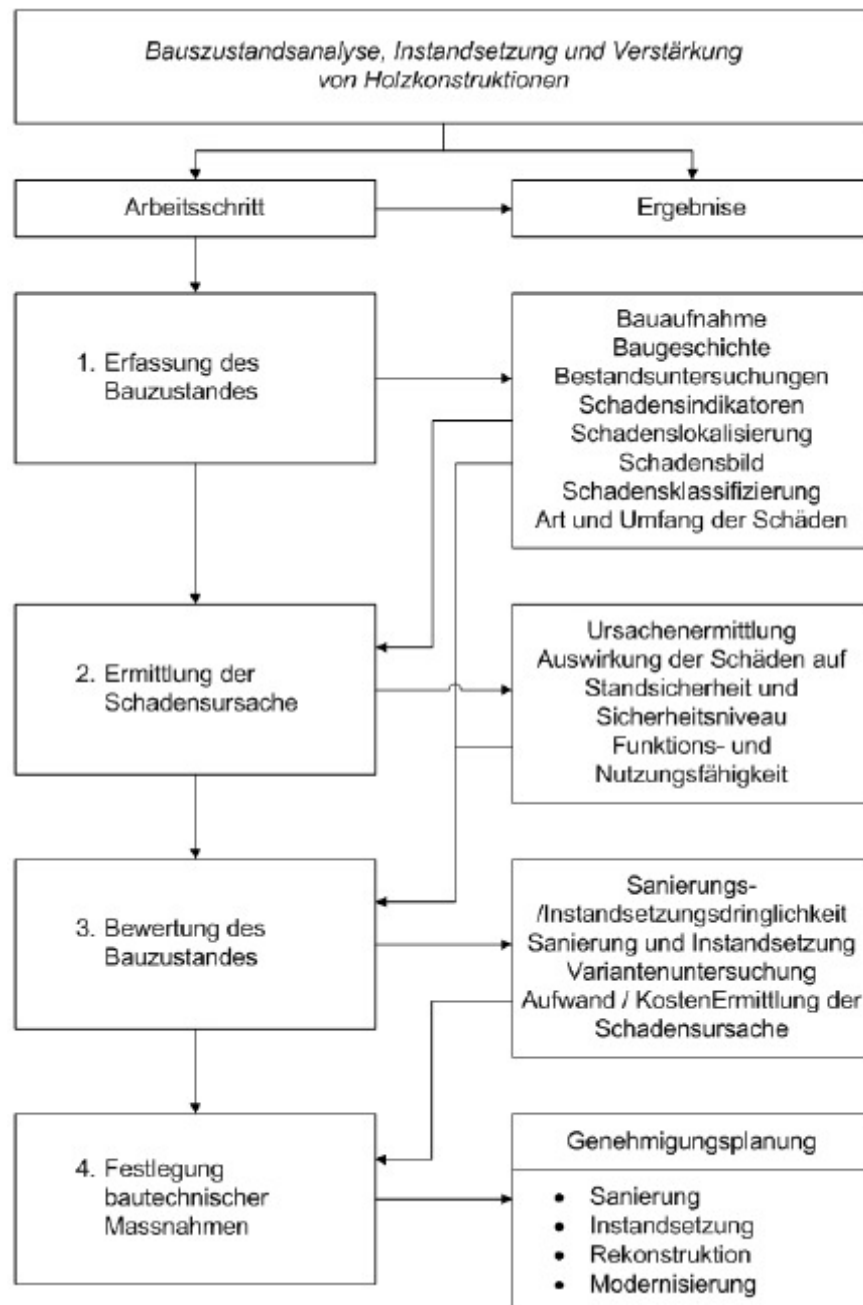 Bauszustandsanalyse, Instandsetzung und Verstärkung
von Holzkonstruktionen
Arbeitsschritt
Ergebnise
1. Erfassung des
Bauzustandes
Bauaufnahme
Baugeschichte
Bestandsuntersuchungen
Schadensindikatoren
Schadenslokalisierung
Schadensbild
Schadensklassifizierung
Art und Umfang der Schäden
2. Ermittlung der
Schadensursache
Ursachenermittlung
Auswirkung der Schäden auf
Standsicherheit und
Sicherheitsniveau
Funktions- und
Nutzungsfähigkeit
3. Bewertung des
Bauzustandes
Sanierungs-
/Instandsetzungsdringlichkeit
Sanierung und Instandsetzung
Variantenuntersuchung
Aufwand / KostenErmittlung der
Schadensursache
4. Festlegung
bautechnischer
Massnahmen
Genehmigungsplanung
• Sanierung
• Instandsetzung
• Rekonstruktion
• Modernisierung